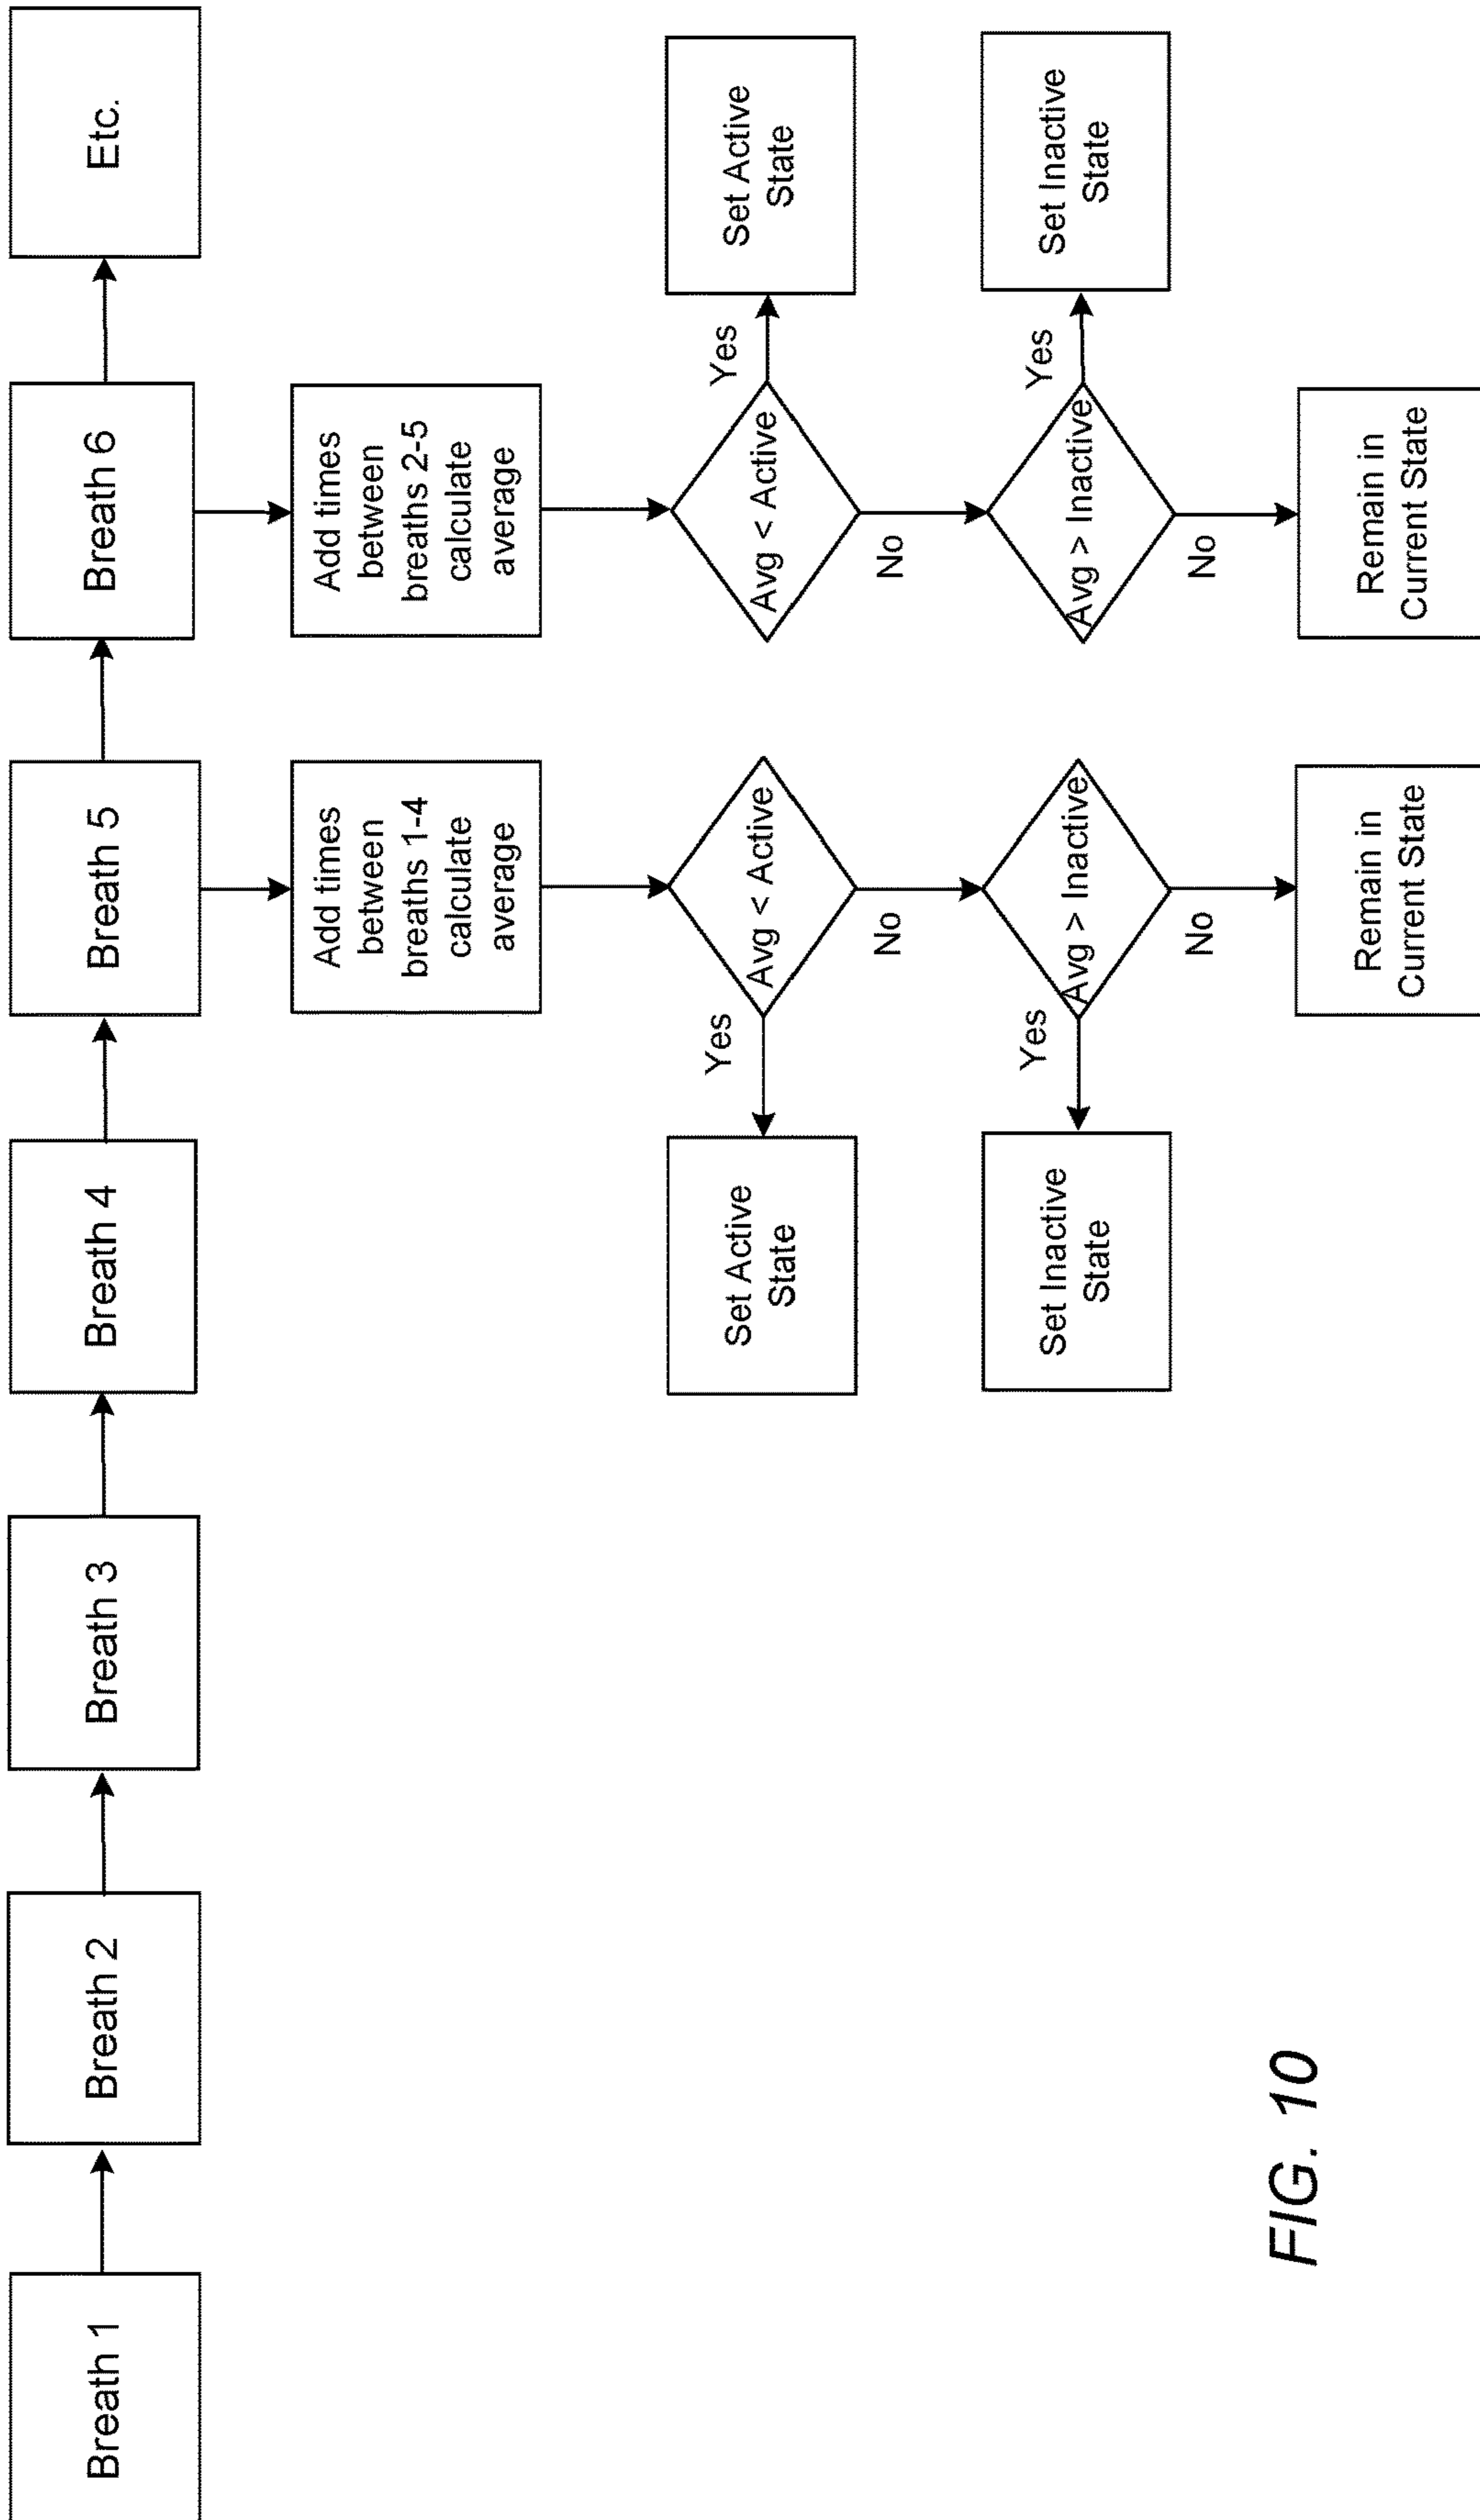 Breath 1
Breath 2
Breath 3
Breath 4
Breath 5
Breath 6
Etc.
Add times
between
breaths 1-4
calculate
average
Avg < Active
Yes
Set Active
State
No
Avg > Inactive
Yes
Set Inactive
State
No
Remain in
Current State
Add times
between
breaths 2-5
calculate
average
Avg < Active
Yes
Set Active
State
No
Avg > Inactive
Yes
Set Inactive
State
No
Remain in
Current State
FIG. 10